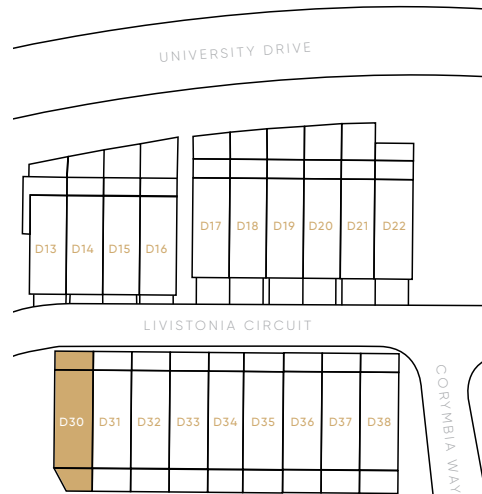 UNIVERSITY DRIVE
D17 D18 D19 D20 D21 D22
D13 D14 D15 D16
LIVISTONIA CIRCUIT
D30 D31 D32 D33 D34 D35 D36 D37 D38
CORYMBIA WAY